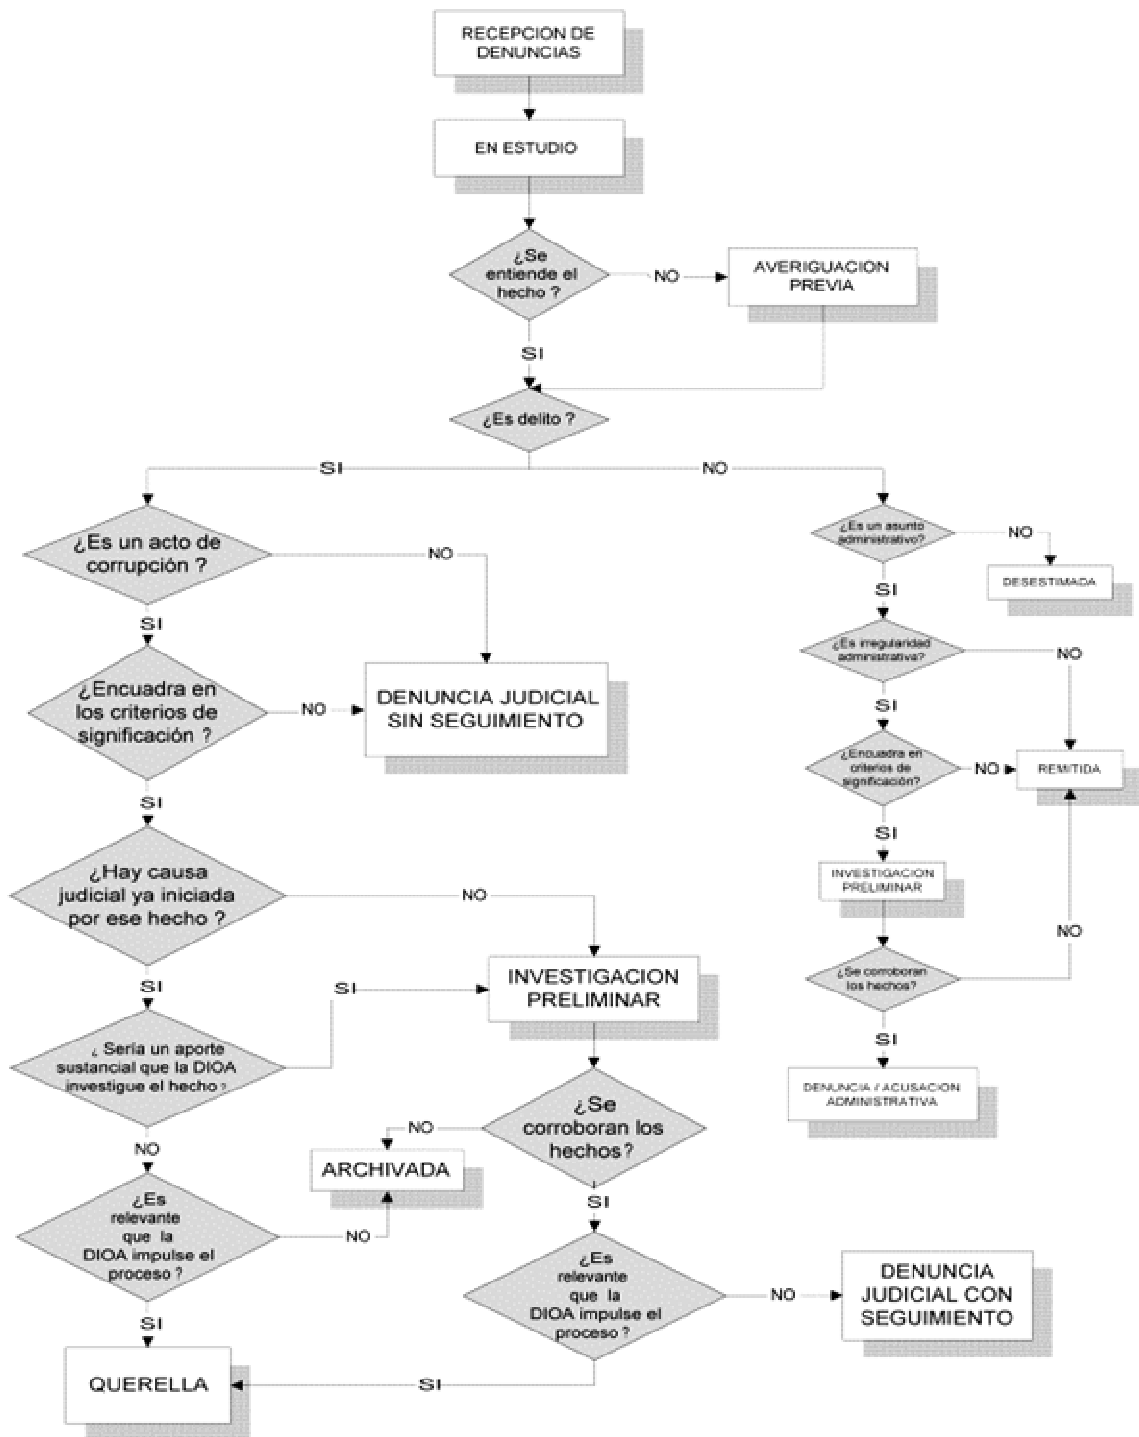 RECEPCION DE
DENUNCIAS
EN ESTUDIO
¿Se
entiende el
hecho ?
NO
AVERIGUACION
PREVIA
SI
¿Es delito ?
SI
NO
¿Es un acto de
corrupción ?
NO
SI
¿Encuadra en
los criterios de
significación ?
NO
DENUNCIA JUDICIAL
SIN SEGUIMIENTO
SI
¿Hay causa
judicial ya iniciada
por ese hecho ?
NO
SI
¿ Sería un aporte
sustancial que la DIOA
investigue el hecho?
SI
INVESTIGACION
PRELIMINAR
NO
¿Se
corroboran los
hechos?
NO
ARCHIVADA
¿Es
relevante
que la
DIOA impulse el
proceso ?
NO
SI
SI
¿Es
relevante
que la
DIOA impulse el
proceso ?
NO
DENUNCIA
JUDICIAL CON
SEGUIMIENTO
SI
QUERELLA
¿Es un asunto
administrativo?
NO
DESESTIMADA
SI
¿Es irregularidad
administrativa?
NO
SI
¿Encuadra en
criterios de
significación?
NO
REMITIDA
SI
INVESTIGACION
PRELIMINAR
¿Se corroboran
los hechos?
NO
SI
DENUNCIA / ACUSACION
ADMINISTRATIVA